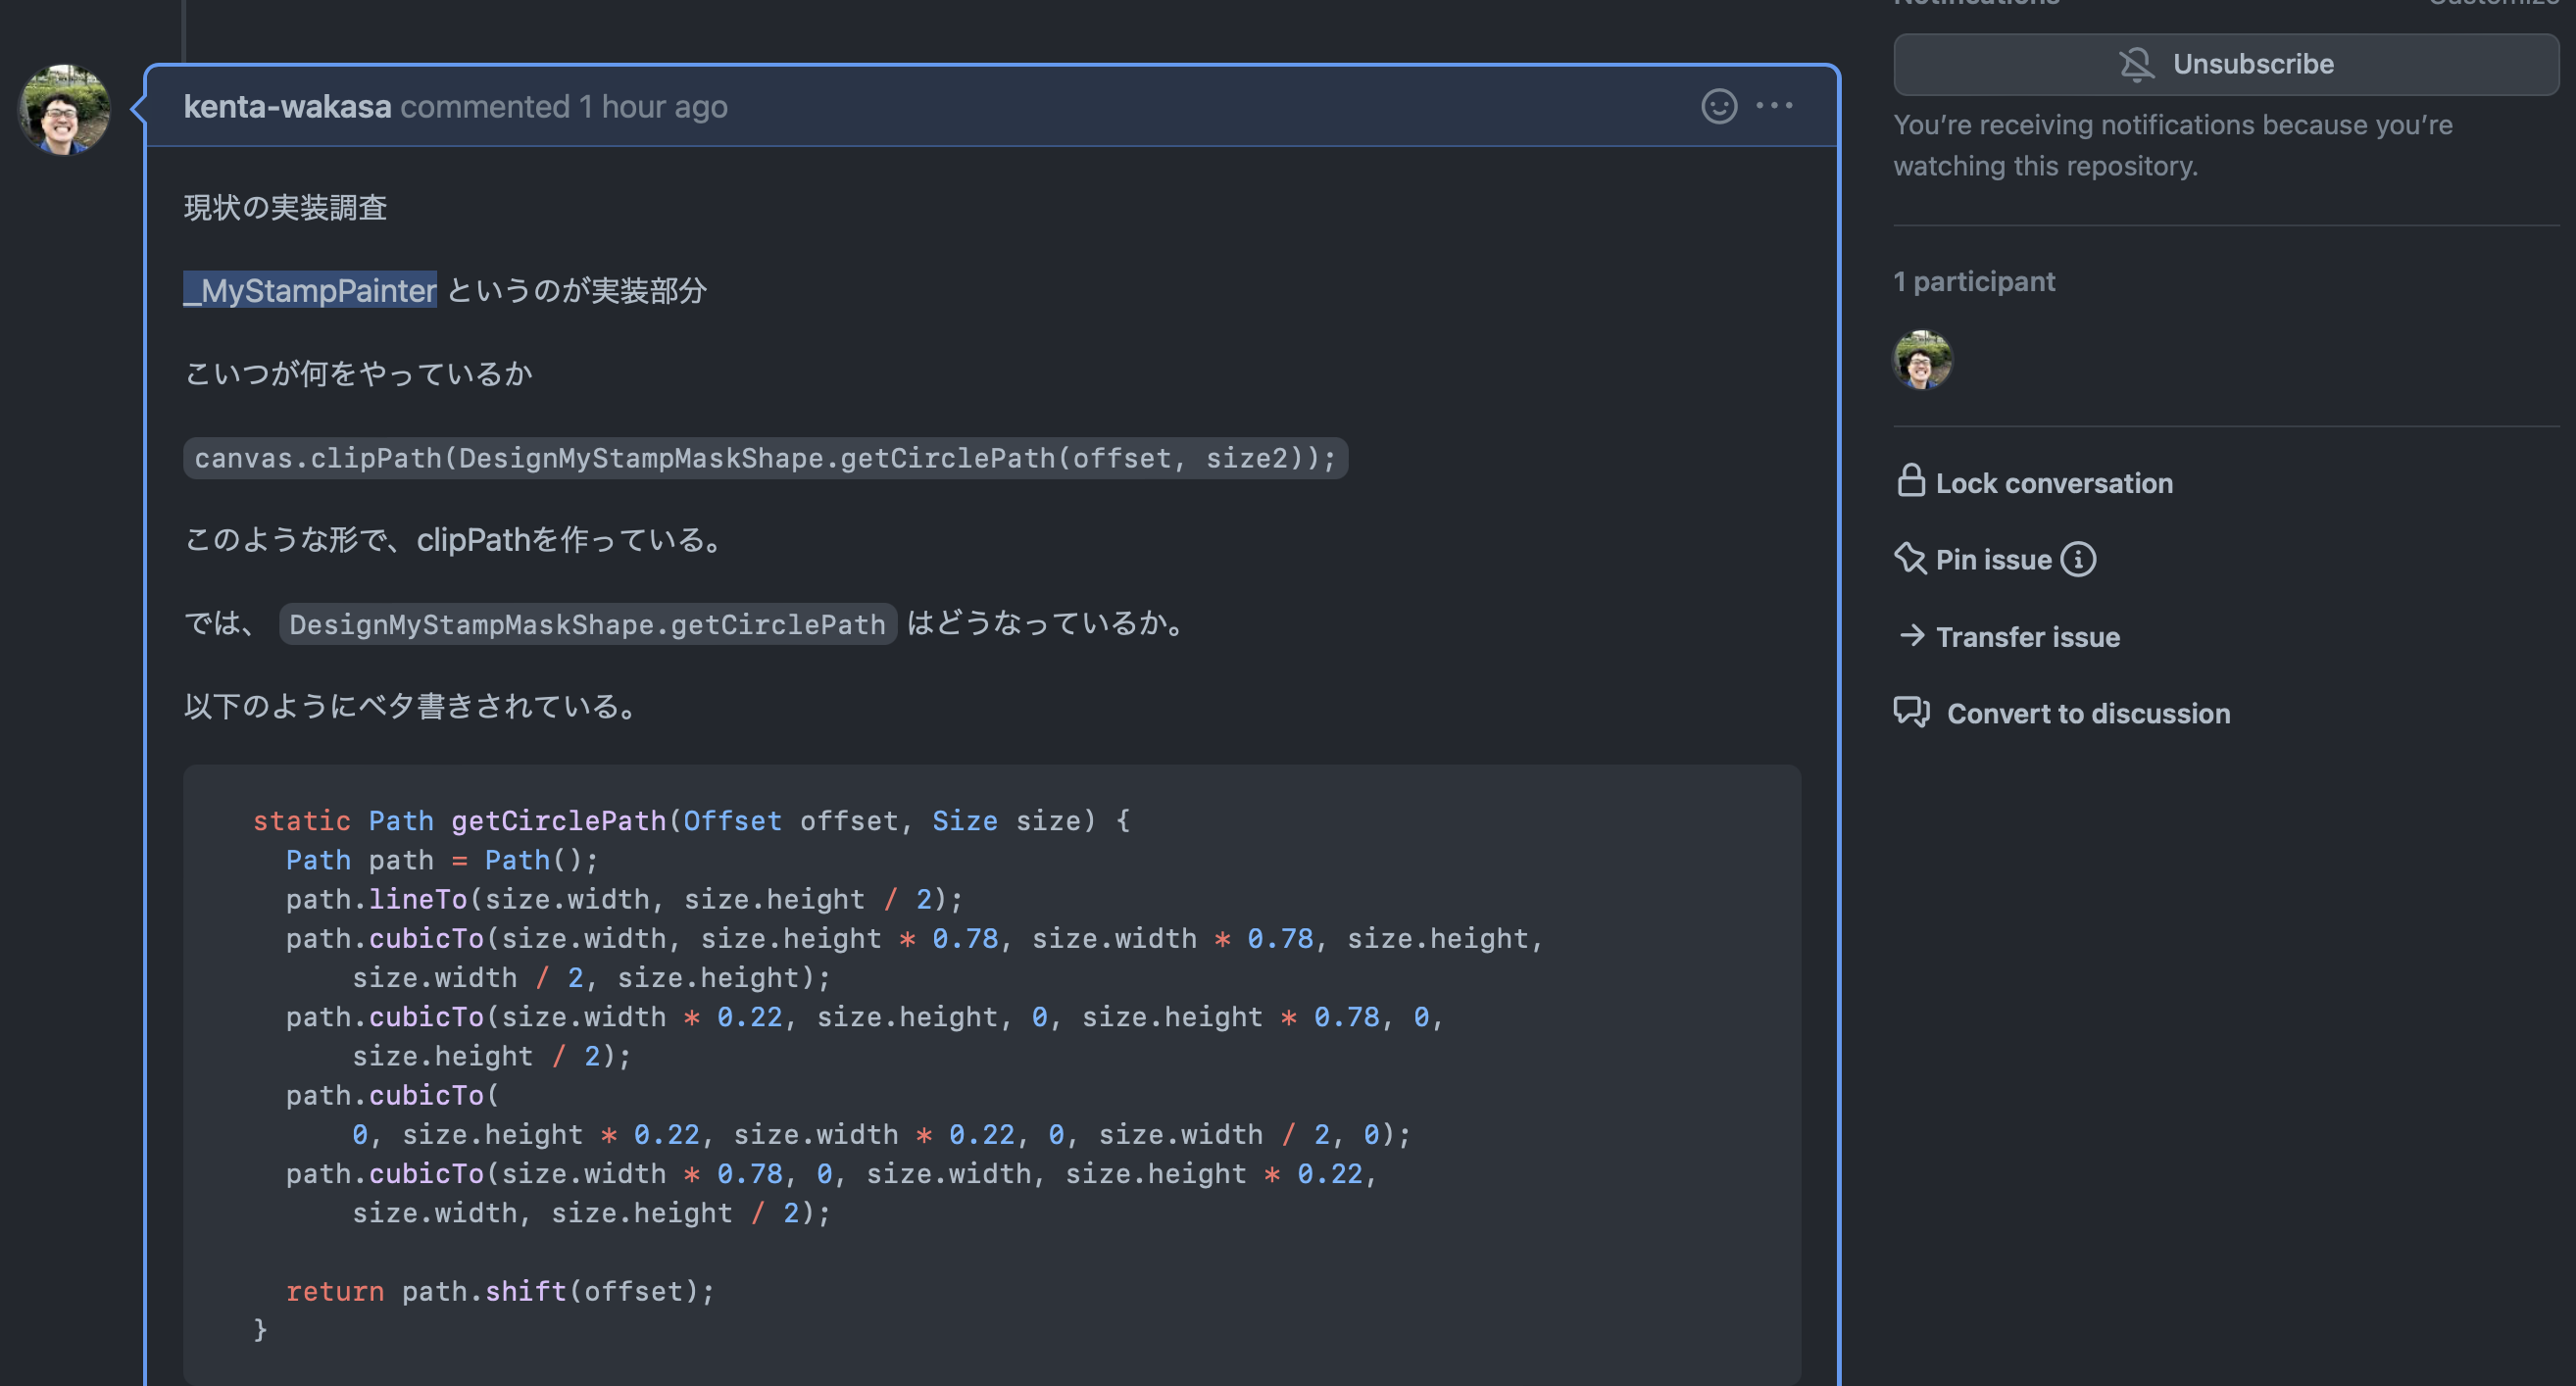 Notifications
Customize
Unsubscribe
You’re receiving notifications because you’re
watching this repository.
kenta-wakasa commented 1 hour ago
現状の実装調査
_MyStampPainter というのが実装部分
こいつが何をやっているか
canvas.clipPath(DesignMyStampMaskShape.getCirclePath(offset, size2));
このような形で、clipPathを作っている。
では、 DesignMyStampMaskShape.getCirclePath はどうなっているか。
以下のようにベタ書きされている。
static Path getCirclePath(Offset offset, Size size) {
  Path path = Path();
  path.lineTo(size.width, size.height / 2);
  path.cubicTo(size.width, size.height * 0.78, size.width * 0.78, size.height,
      size.width / 2, size.height);
  path.cubicTo(size.width * 0.22, size.height, 0, size.height * 0.78, 0,
      size.height / 2);
  path.cubicTo(
      0, size.height * 0.22, size.width * 0.22, 0, size.width / 2, 0);
  path.cubicTo(size.width * 0.78, 0, size.width, size.height * 0.22,
      size.width, size.height / 2);
  return path.shift(offset);
}
1 participant
Lock conversation
Pin issue
Transfer issue
Convert to discussion